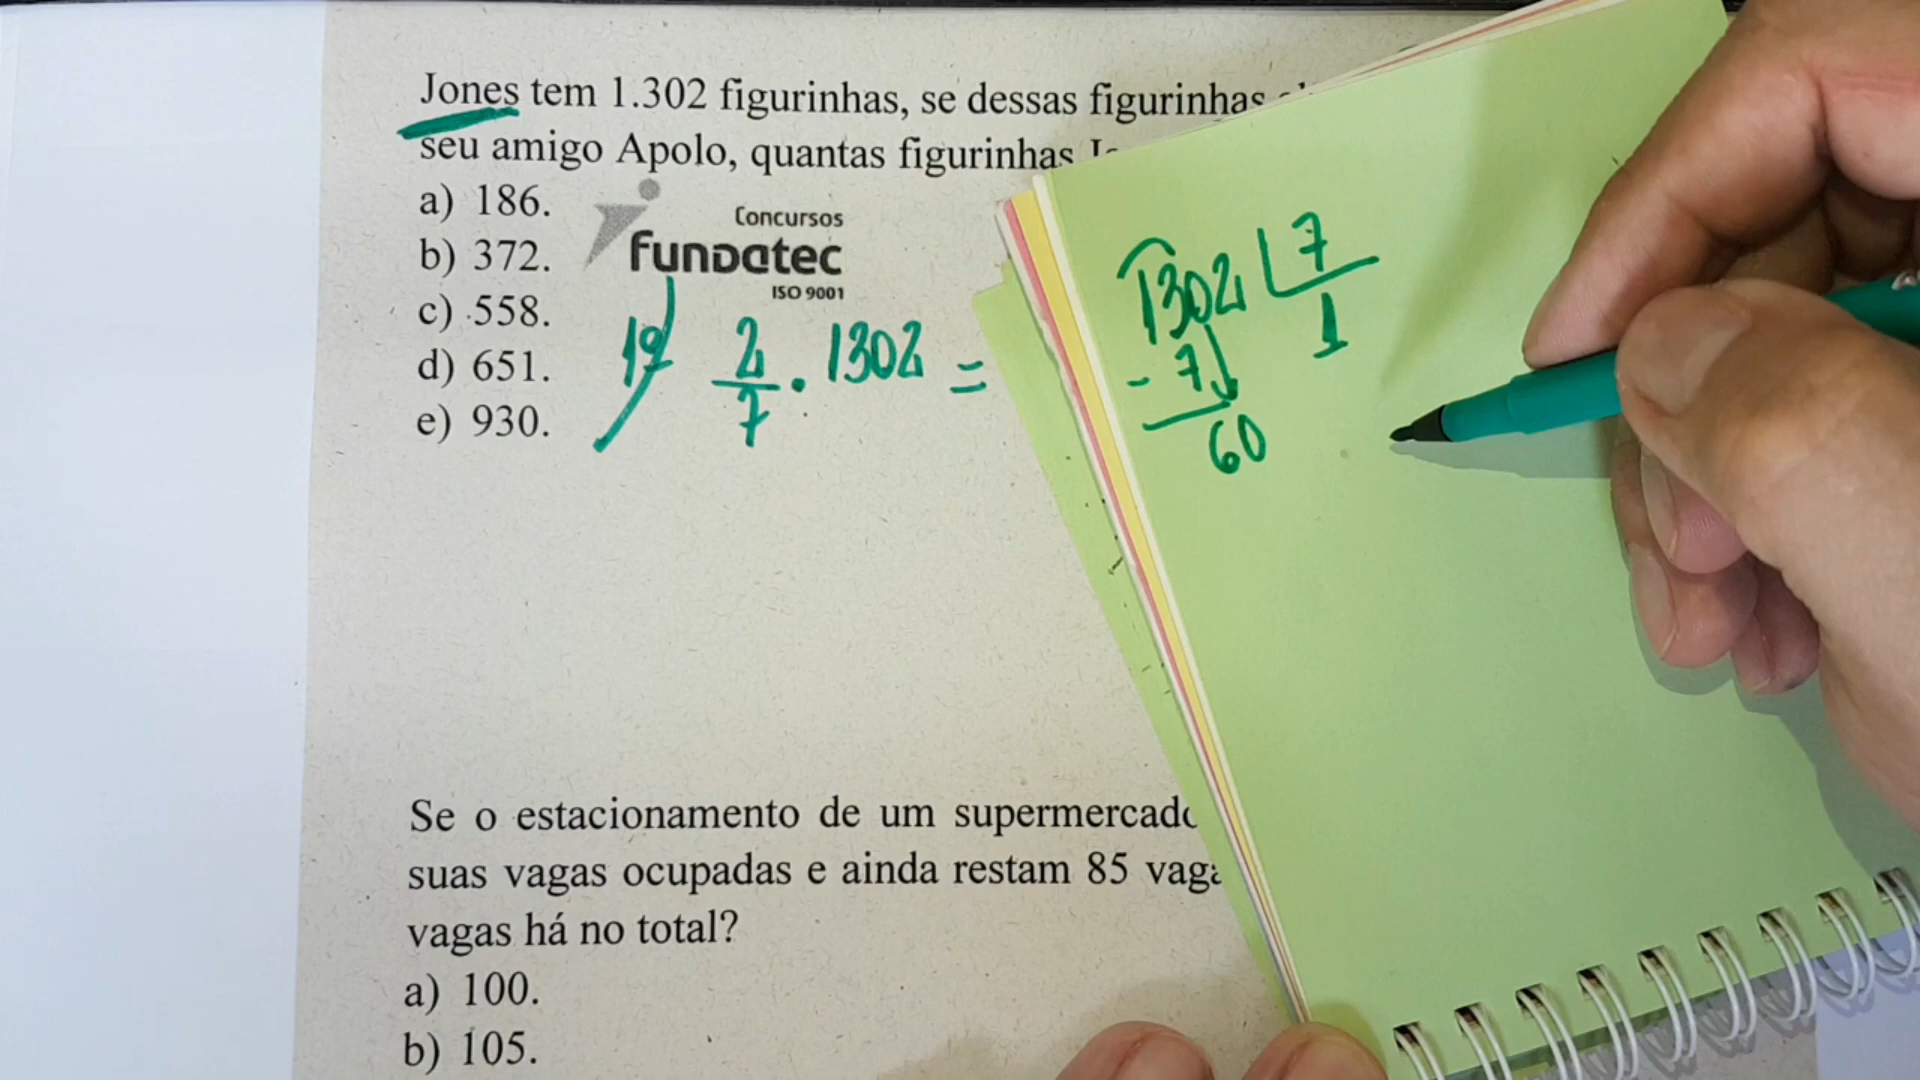 Jones tem 1.302 figurinhas, se dessas figurinhas
seu amigo Apolo, quantas figurinhas
a) 186.
b) 372.
c) 558.
d) 651.
e) 930.
Concursos
Fundatec
ISO 9001
1º) 2/7 . 1302 =
1302 7
1
- 7
60
Se o estacionamento de um supermercado
suas vagas ocupadas e ainda restam 85
vagas há no total?
a) 100.
b) 105.